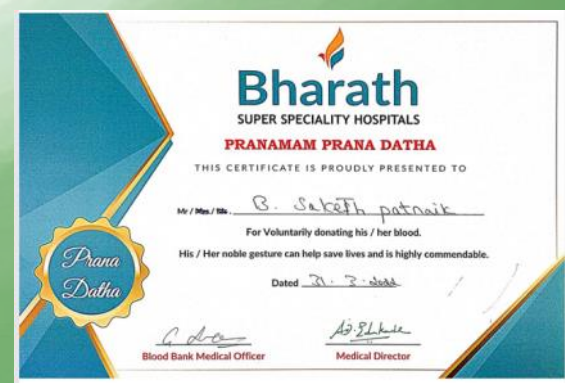 Bharath
SUPER SPECIALITY HOSPITALS
PRANAMAM PRANA DATHA
THIS CERTIFICATE IS PROUDLY PRESENTED TO
Mr / Mrs / Ms. B. Saketh patnaik
For Voluntarily donating his / her blood.
His / Her noble gesture can help save lives and is highly commendable.
Prana
Datha
Dated
Blood Bank Medical Officer
Medical Director